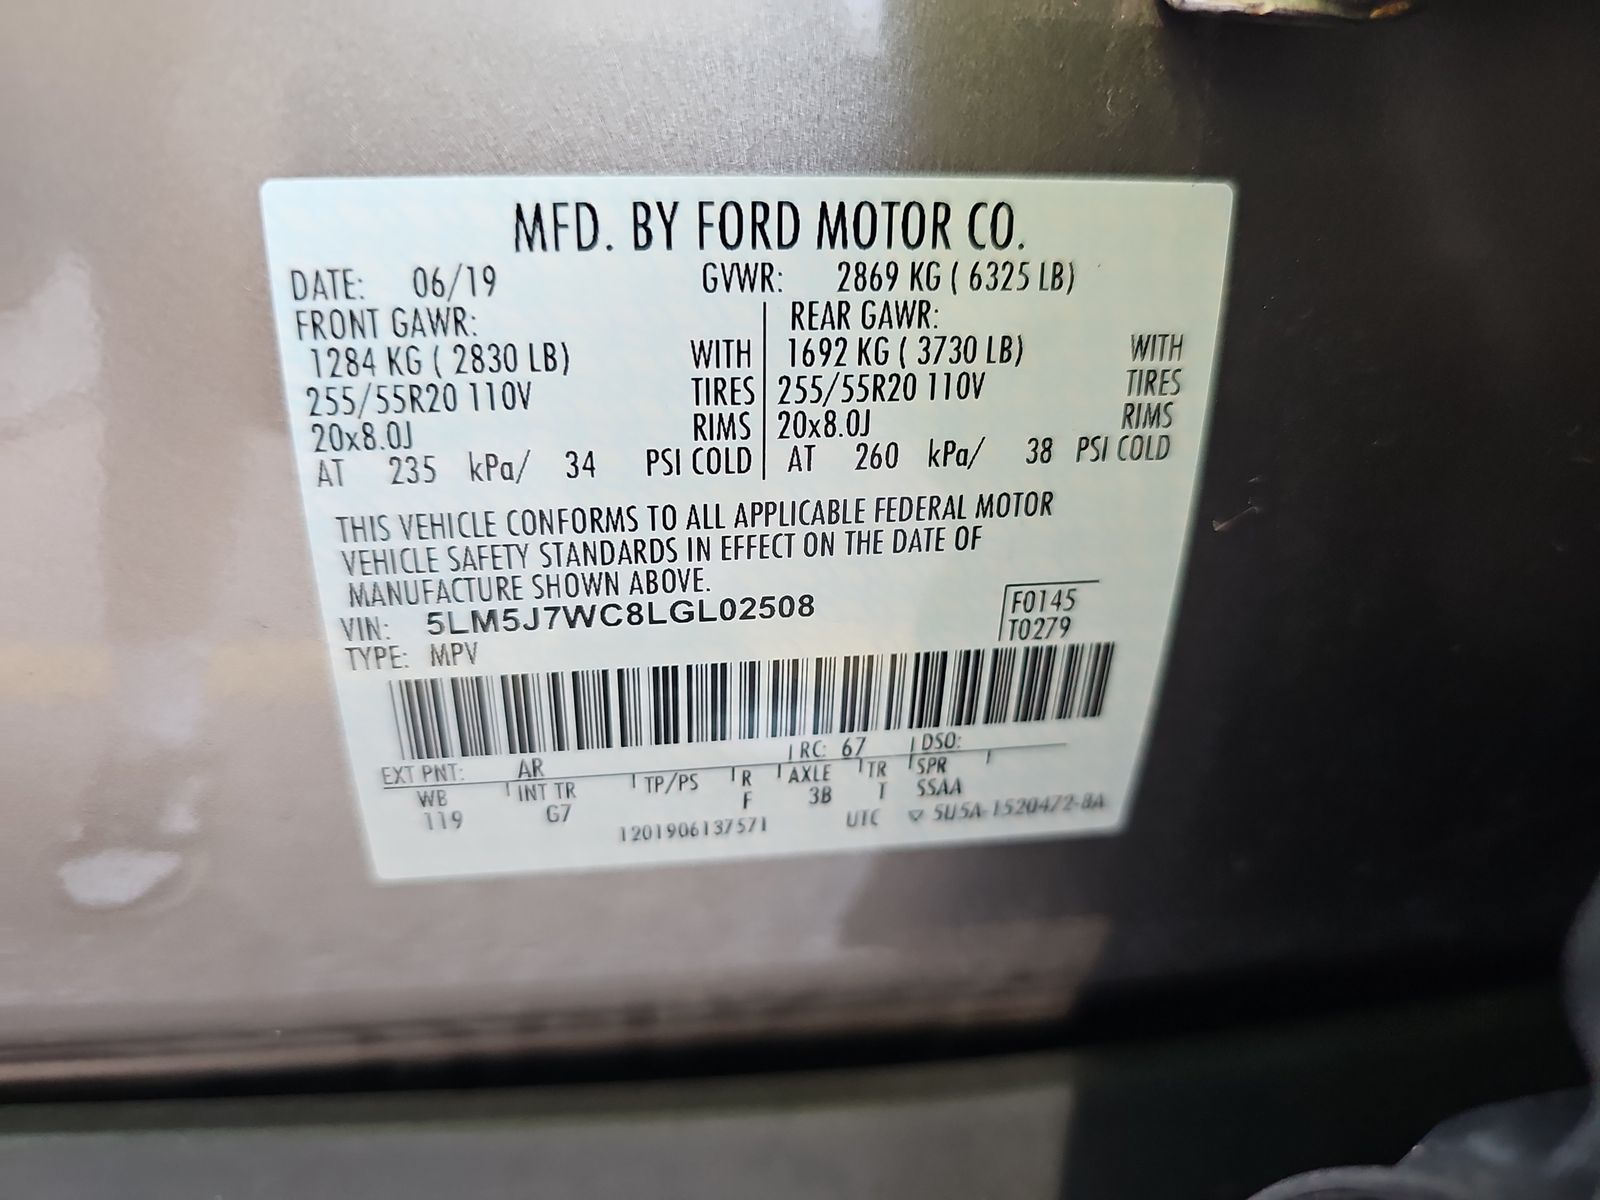 MFD. BY FORD MOTOR CO.
DATE: 06/19 GVWR: 2869 KG ( 6325 LB)
FRONT GAWR: REAR GAWR:
1284 KG ( 2830 LB) WITH 1692 KG ( 3730 LB) WITH
255/55R20 110V TIRES 255/55R20 110V TIRES
20x8.0J RIMS 20x8.0J RIMS
AT 235 kPa/ 34 PSI COLD AT 260 kPa/ 38 PSI COLD
THIS VEHICLE CONFORMS TO ALL APPLICABLE FEDERAL MOTOR
VEHICLE SAFETY STANDARDS IN EFFECT ON THE DATE OF
MANUFACTURE SHOWN ABOVE.
VIN: 5LM5J7WC8LGL02508 F0145
TYPE: MPV T0279
EXT PNT: AR RC: 67 DSO:
WB INT TR TP/PS R AXLE TR SPR
119 G7 F 3B T SSAA
1201906137571 UTC ▽ 5U5A-1520472-BA